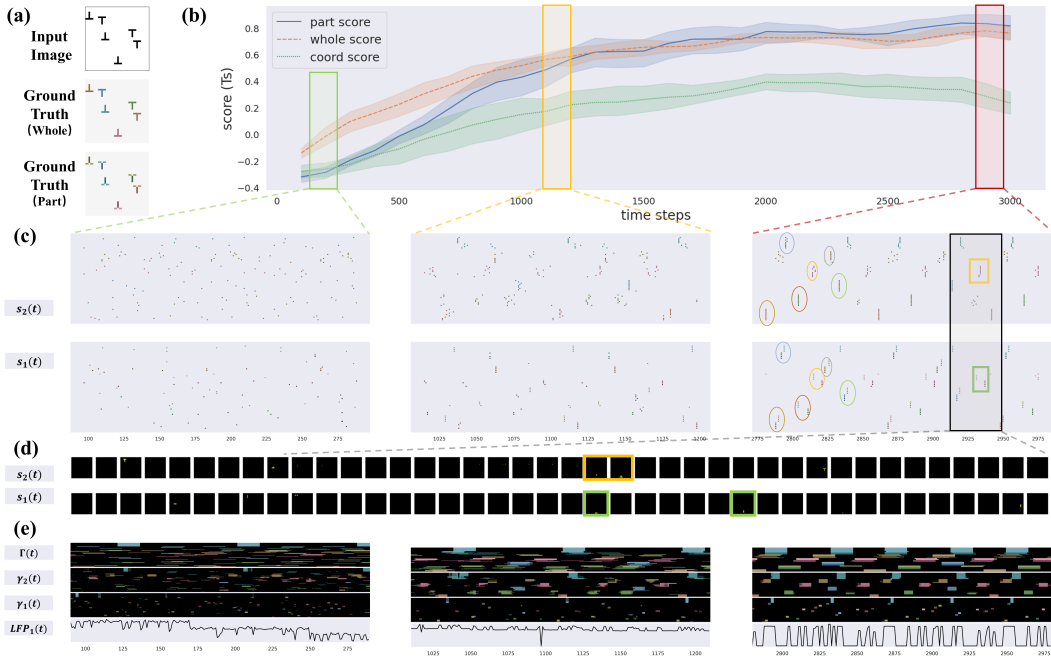 (a)
Input
Image
Ground
Truth
(Whole)
Ground
Truth
(Part)
(b)
part score
whole score
coord score
score (Ts)
0.8
0.6
0.4
0.2
0.0
−0.2
−0.4
0
500
1000
1500
2000
2500
3000
time steps
(c)
s₂(t)
s₁(t)
100 125 150 175 200 225 250 275
1025 1050 1075 1100 1125 1150 1175 1200
2775 2800 2825 2850 2875 2900 2925 2950 2975
(d)
s₂(t)
s₁(t)
(e)
Γ(t)
γ₂(t)
γ₁(t)
LFP₁(t)
100 125 150 175 200 225 250 275
1025 1050 1075 1100 1125 1150 1175 1200
2800 2825 2850 2875 2900 2925 2950 2975